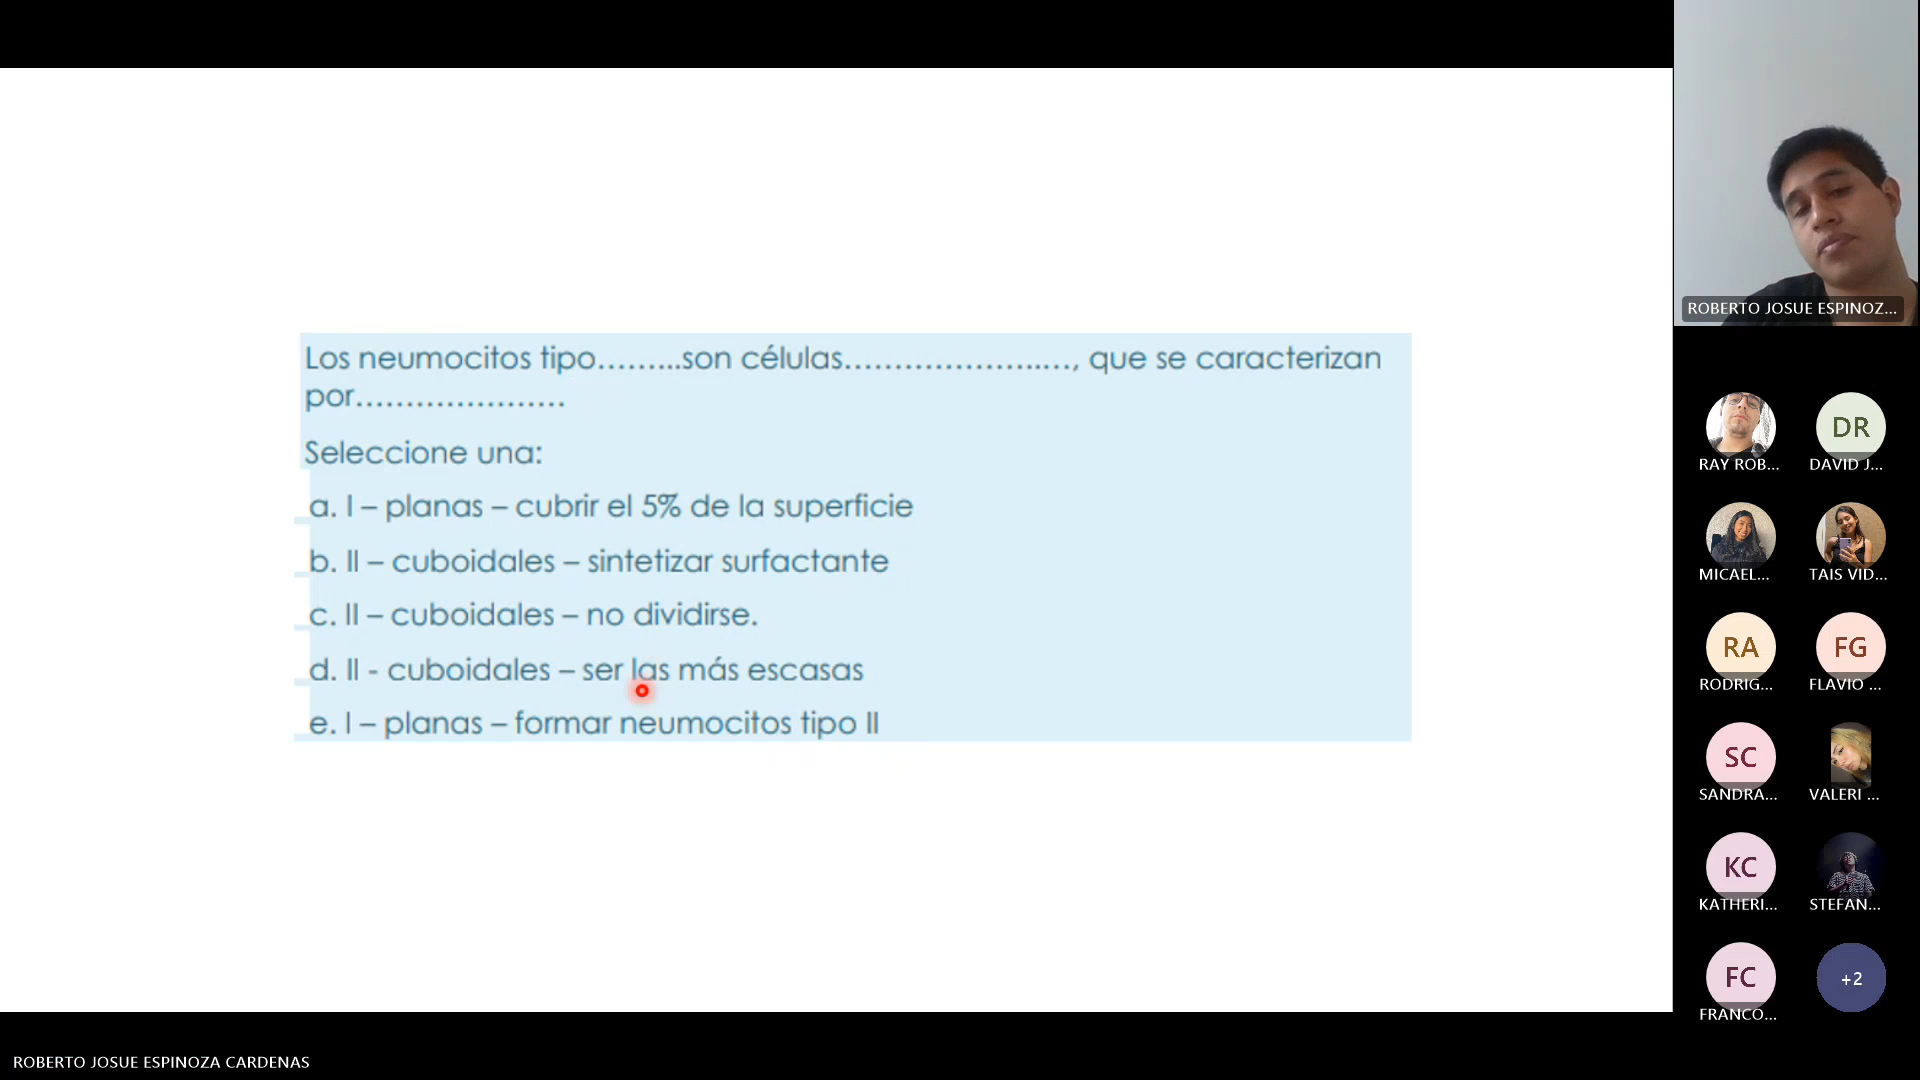 Los neumocitos tipo……...son células…………………..…, que se caracterizan
por…………………
Seleccione una:
a. I – planas – cubrir el 5% de la superficie
b. II – cuboidales – sintetizar surfactante
c. II – cuboidales – no dividirse.
d. II - cuboidales – ser las más escasas
e. I – planas – formar neumocitos tipo II
ROBERTO JOSUE ESPINOZ...
RAY ROB...
DR
DAVID J...
MICAEL...
TAIS VID...
RA
RODRIG...
FG
FLAVIO ...
SC
SANDRA...
VALERI ...
KC
KATHERI...
STEFAN...
FC
FRANCO...
+2
ROBERTO JOSUE ESPINOZA CARDENAS